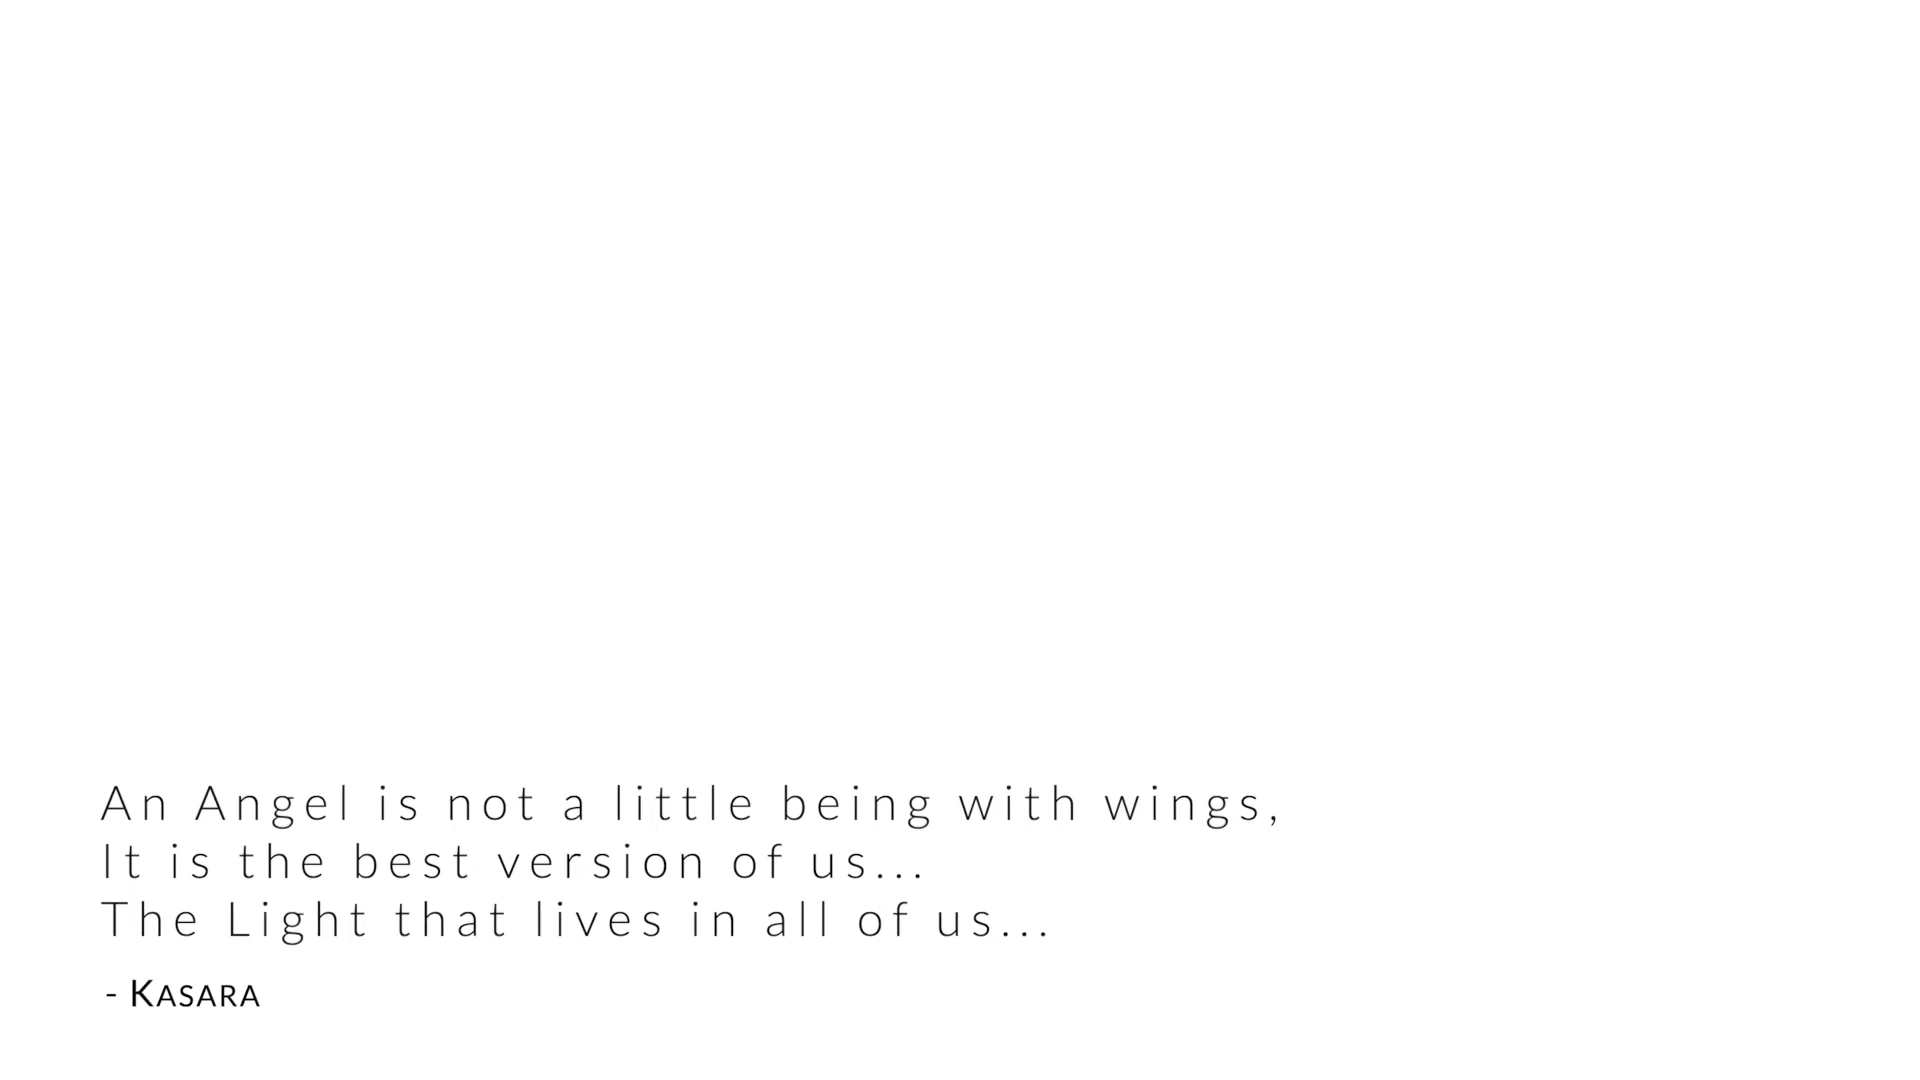 An Angel is not a little being with wings,
It is the best version of us...
The Light that lives in all of us...
- KASARA